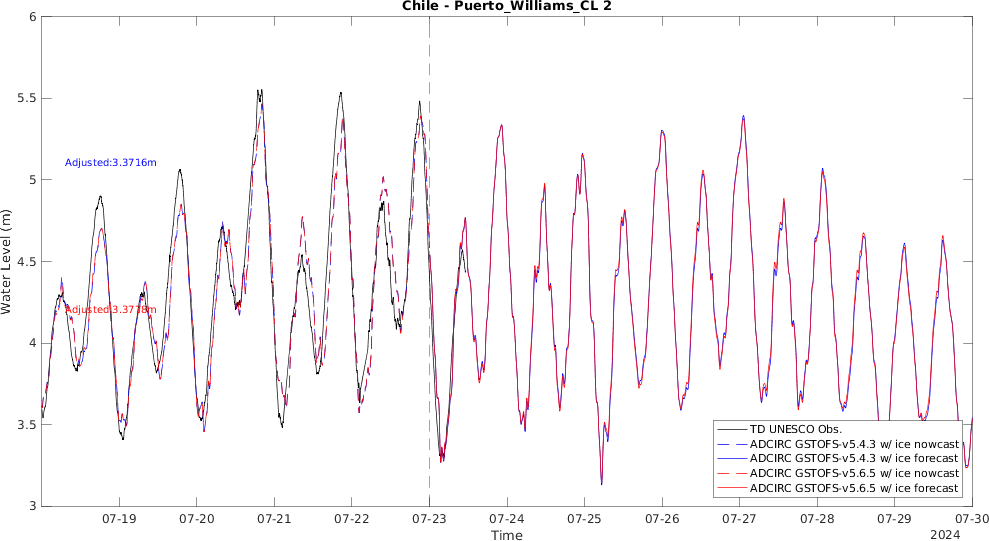 Chile - Puerto_Williams_CL 2
6
5.5
5
4.5
4
3.5
3
Water Level (m)
Adjusted:3.3716m
Adjusted:3.3778m
TD UNESCO Obs.
ADCIRC GSTOFS-v5.4.3 w/ ice nowcast
ADCIRC GSTOFS-v5.4.3 w/ ice forecast
ADCIRC GSTOFS-v5.6.5 w/ ice nowcast
ADCIRC GSTOFS-v5.6.5 w/ ice forecast
07-19 07-20 07-21 07-22 07-23 07-24 07-25 07-26 07-27 07-28 07-29 07-30
Time
2024